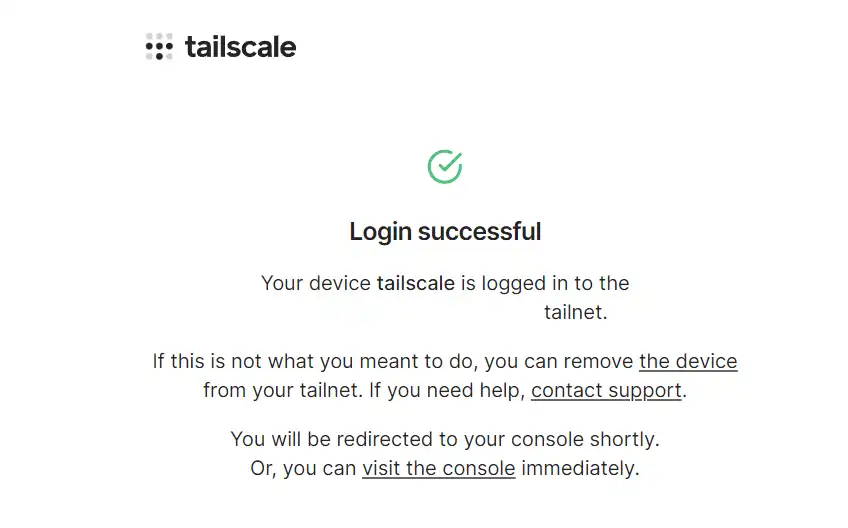 tailscale
Login successful
Your device tailscale is logged in to the
tailnet.
If this is not what you meant to do, you can remove the device
from your tailnet. If you need help, contact support.
You will be redirected to your console shortly.
Or, you can visit the console immediately.